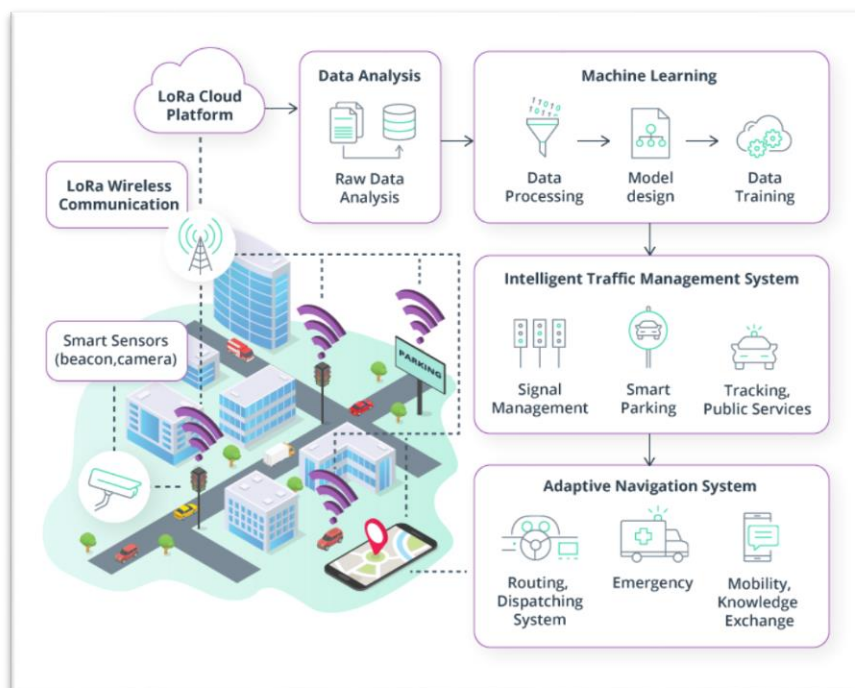 LoRa Cloud
Platform
Data Analysis
Raw Data
Analysis
Machine Learning
11010
10111
Data
Processing
Model
design
Data
Training
LoRa Wireless
Communication
Smart Sensors
(beacon,camera)
PARKING
Intelligent Traffic Management System
Signal
Management
Smart
Parking
Tracking,
Public Services
Adaptive Navigation System
Routing,
Dispatching
System
Emergency
Mobility,
Knowledge
Exchange